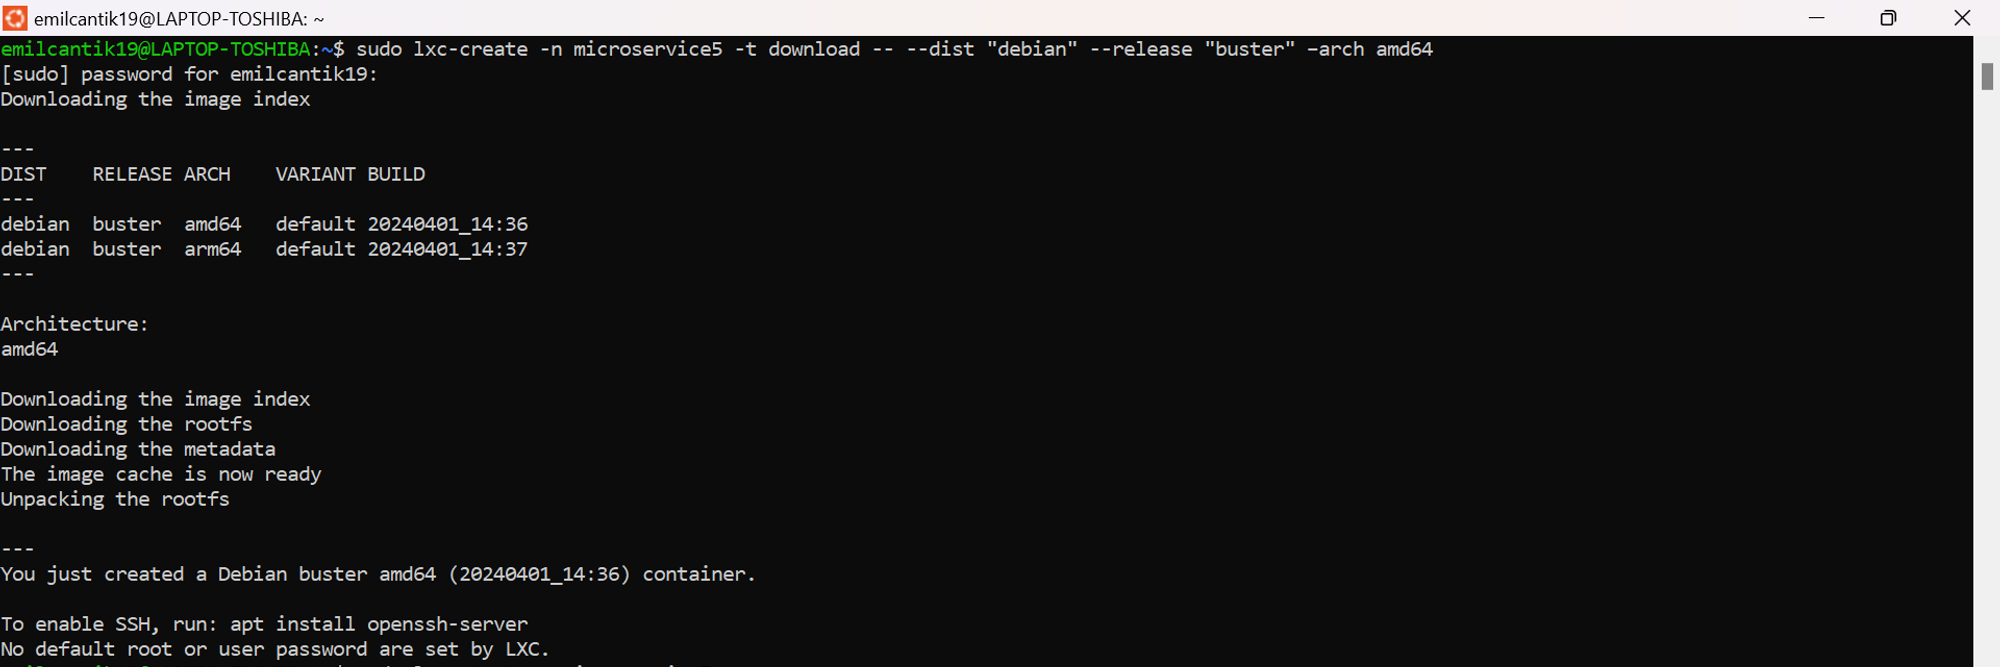 emilcantik19@LAPTOP-TOSHIBA: ~
emilcantik19@LAPTOP-TOSHIBA:~$ sudo lxc-create -n microservice5 -t download -- --dist "debian" --release "buster" –arch amd64
[sudo] password for emilcantik19:
Downloading the image index
---
DIST RELEASE ARCH VARIANT BUILD
---
debian buster amd64 default 20240401_14:36
debian buster arm64 default 20240401_14:37
---
Architecture:
amd64
Downloading the image index
Downloading the rootfs
Downloading the metadata
The image cache is now ready
Unpacking the rootfs
---
You just created a Debian buster amd64 (20240401_14:36) container.
To enable SSH, run: apt install openssh-server
No default root or user password are set by LXC.